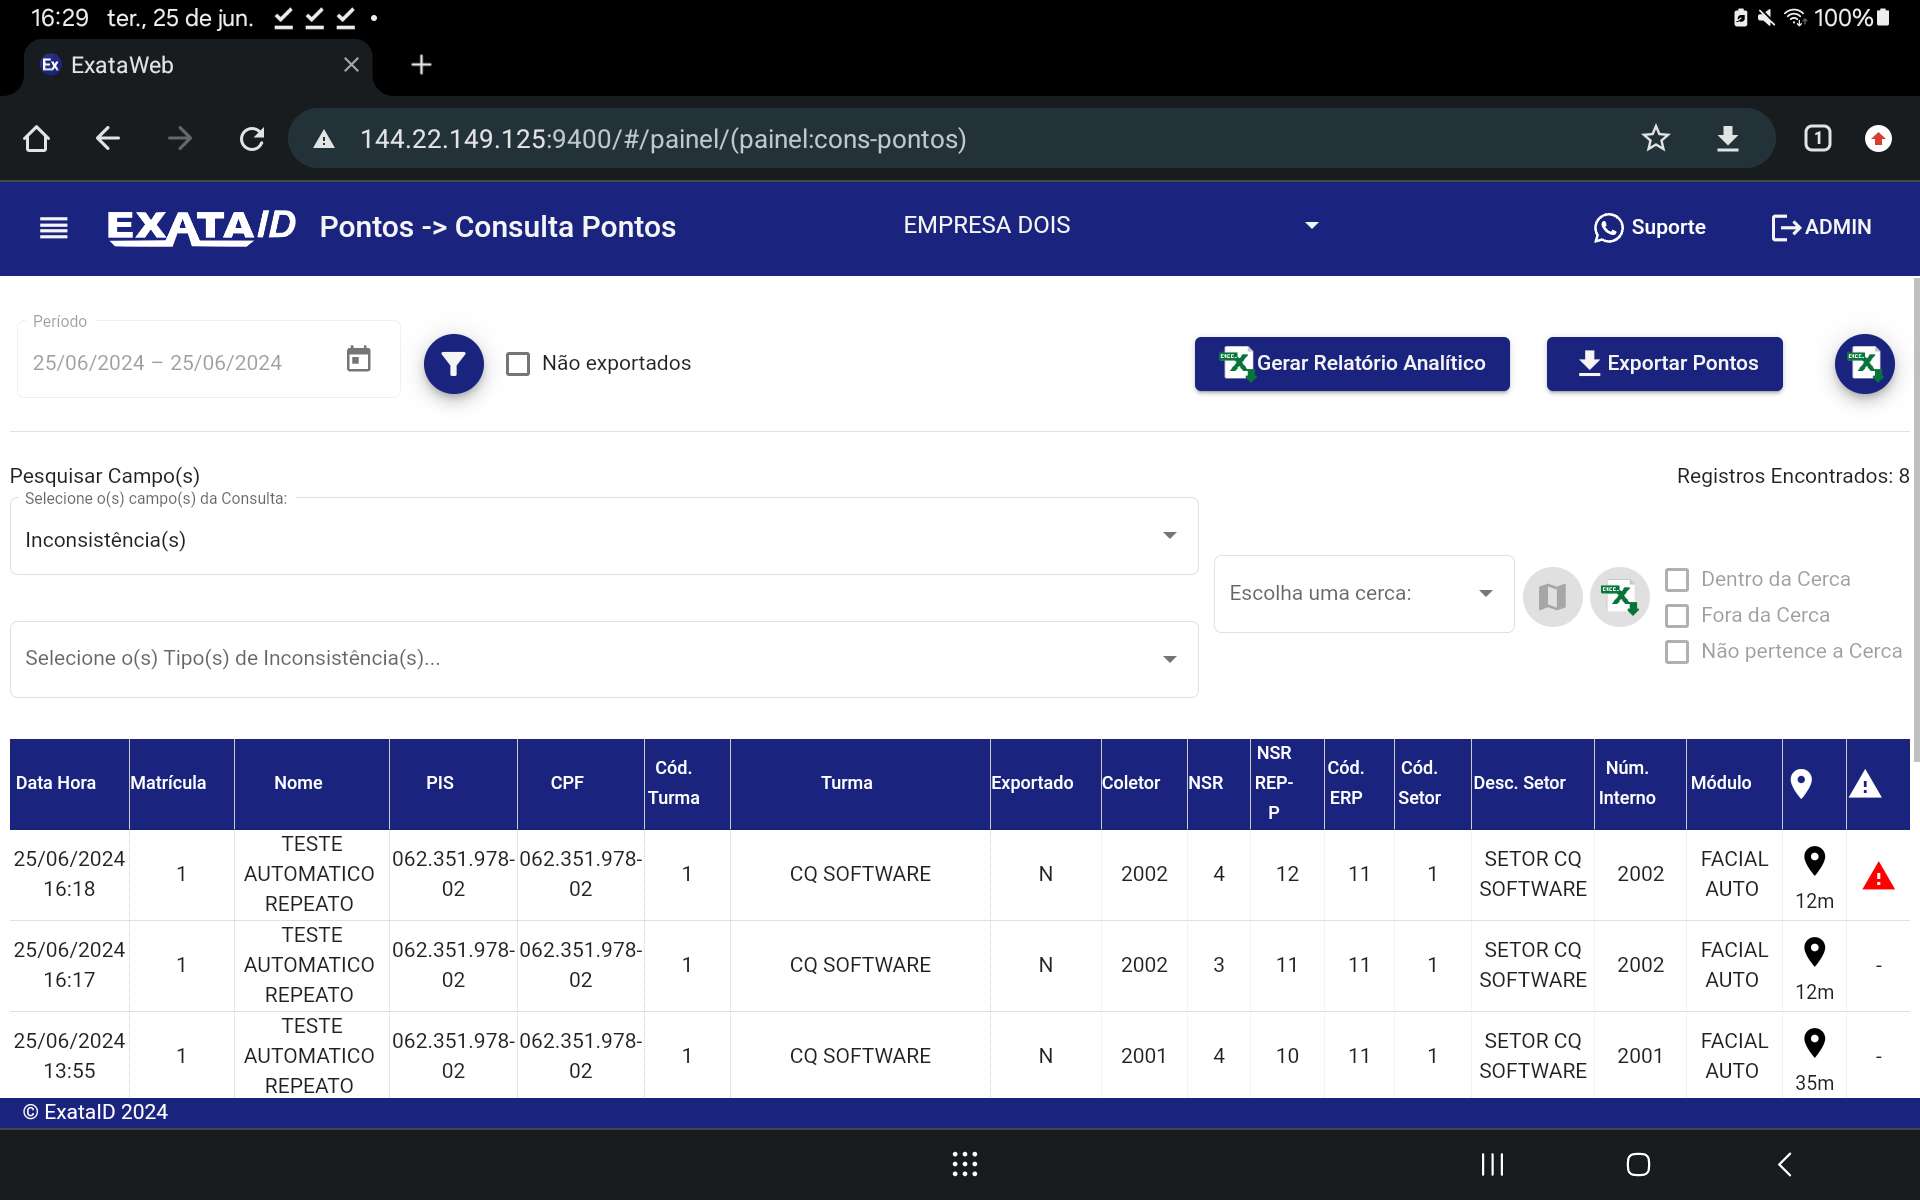 16:29 ter., 25 de jun. 100%
Ex ExataWeb
144.22.149.125:9400/#/painel/(painel:cons-pontos)
1
EXATAID Pontos -> Consulta Pontos EMPRESA DOIS Suporte ADMIN
Período
25/06/2024 – 25/06/2024
Não exportados
Gerar Relatório Analítico
Exportar Pontos
Pesquisar Campo(s)
Registros Encontrados: 8
Selecione o(s) campo(s) da Consulta:
Inconsistência(s)
Selecione o(s) Tipo(s) de Inconsistência(s)...
Escolha uma cerca:
Dentro da Cerca
Fora da Cerca
Não pertence a Cerca
Data Hora Matrícula Nome PIS CPF Cód. Turma Turma Exportado Coletor NSR NSR REP-P Cód. ERP Cód. Setor Desc. Setor Núm. Interno Módulo
25/06/2024 16:18 1 TESTE AUTOMATICO REPEATO 062.351.978-02 062.351.978-02 1 CQ SOFTWARE N 2002 4 12 11 1 SETOR CQ SOFTWARE 2002 FACIAL AUTO 12m
25/06/2024 16:17 1 TESTE AUTOMATICO REPEATO 062.351.978-02 062.351.978-02 1 CQ SOFTWARE N 2002 3 11 11 1 SETOR CQ SOFTWARE 2002 FACIAL AUTO 12m -
25/06/2024 13:55 1 TESTE AUTOMATICO REPEATO 062.351.978-02 062.351.978-02 1 CQ SOFTWARE N 2001 4 10 11 1 SETOR CQ SOFTWARE 2001 FACIAL AUTO 35m -
© ExataID 2024